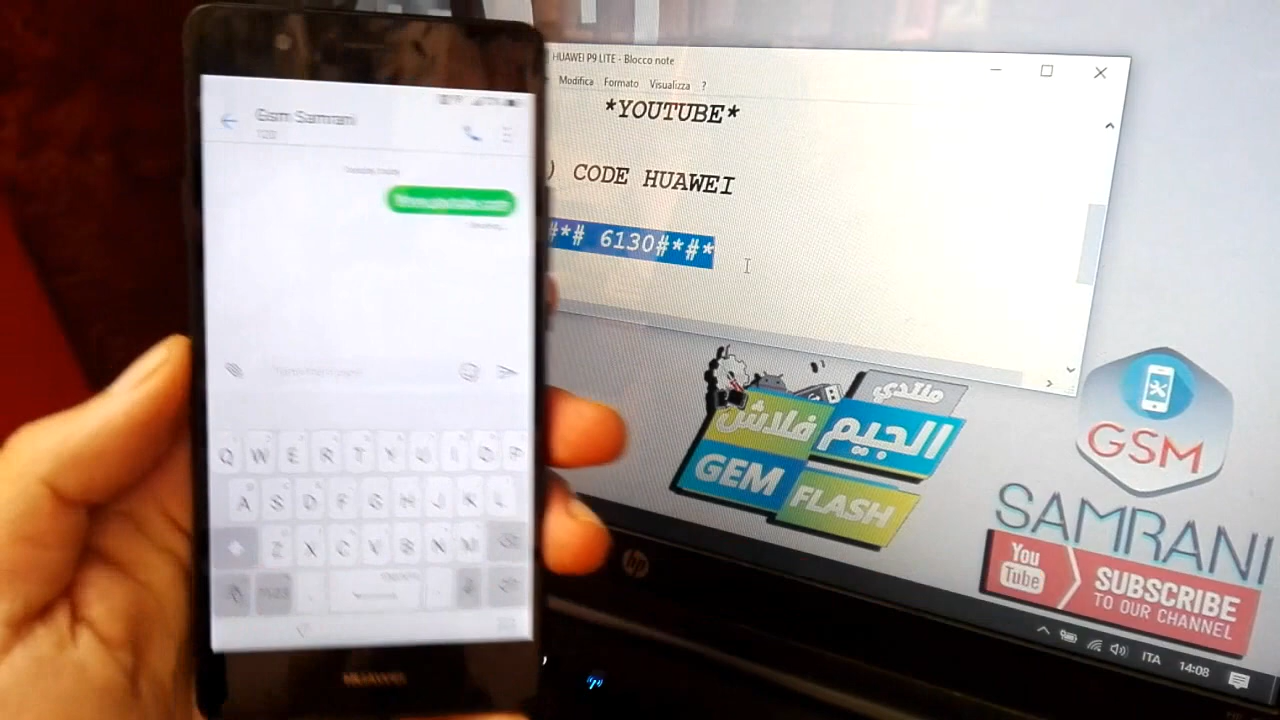 HUAWEI P9 LITE - Blocco note
Modifica Formato Visualizza ?
*YOUTUBE*
) CODE HUAWEI
#*# 6130#*#*
Gsm Samrani
Q W E R T Y U I O P
A S D F G H J K L
Z X C V B N M
HUAWEI
hp
منتدي
الجيم فلاش
GEM FLASH
GSM
SAMRANI
You Tube
SUBSCRIBE
TO OUR CHANNEL
ITA 14:08